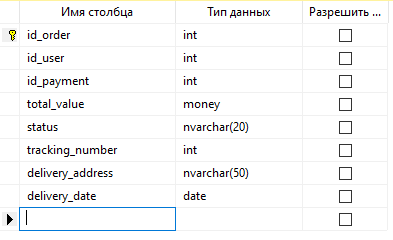 Имя столбца Тип данных Разрешить ...
id_order int
id_user int
id_payment int
total_value money
status nvarchar(20)
tracking_number int
delivery_address nvarchar(50)
delivery_date date